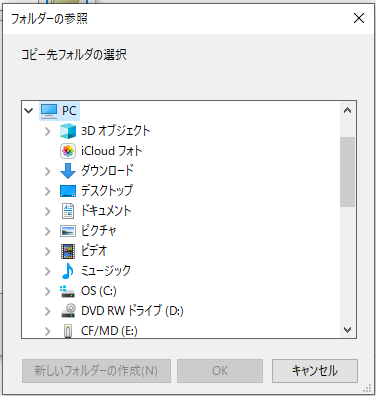 フォルダーの参照
コピー先フォルダの選択
PC
3D オブジェクト
iCloud フォト
ダウンロード
デスクトップ
ドキュメント
ピクチャ
ビデオ
ミュージック
OS (C:)
DVD RW ドライブ (D:)
CF/MD (E:)
新しいフォルダーの作成(N)
OK
キャンセル